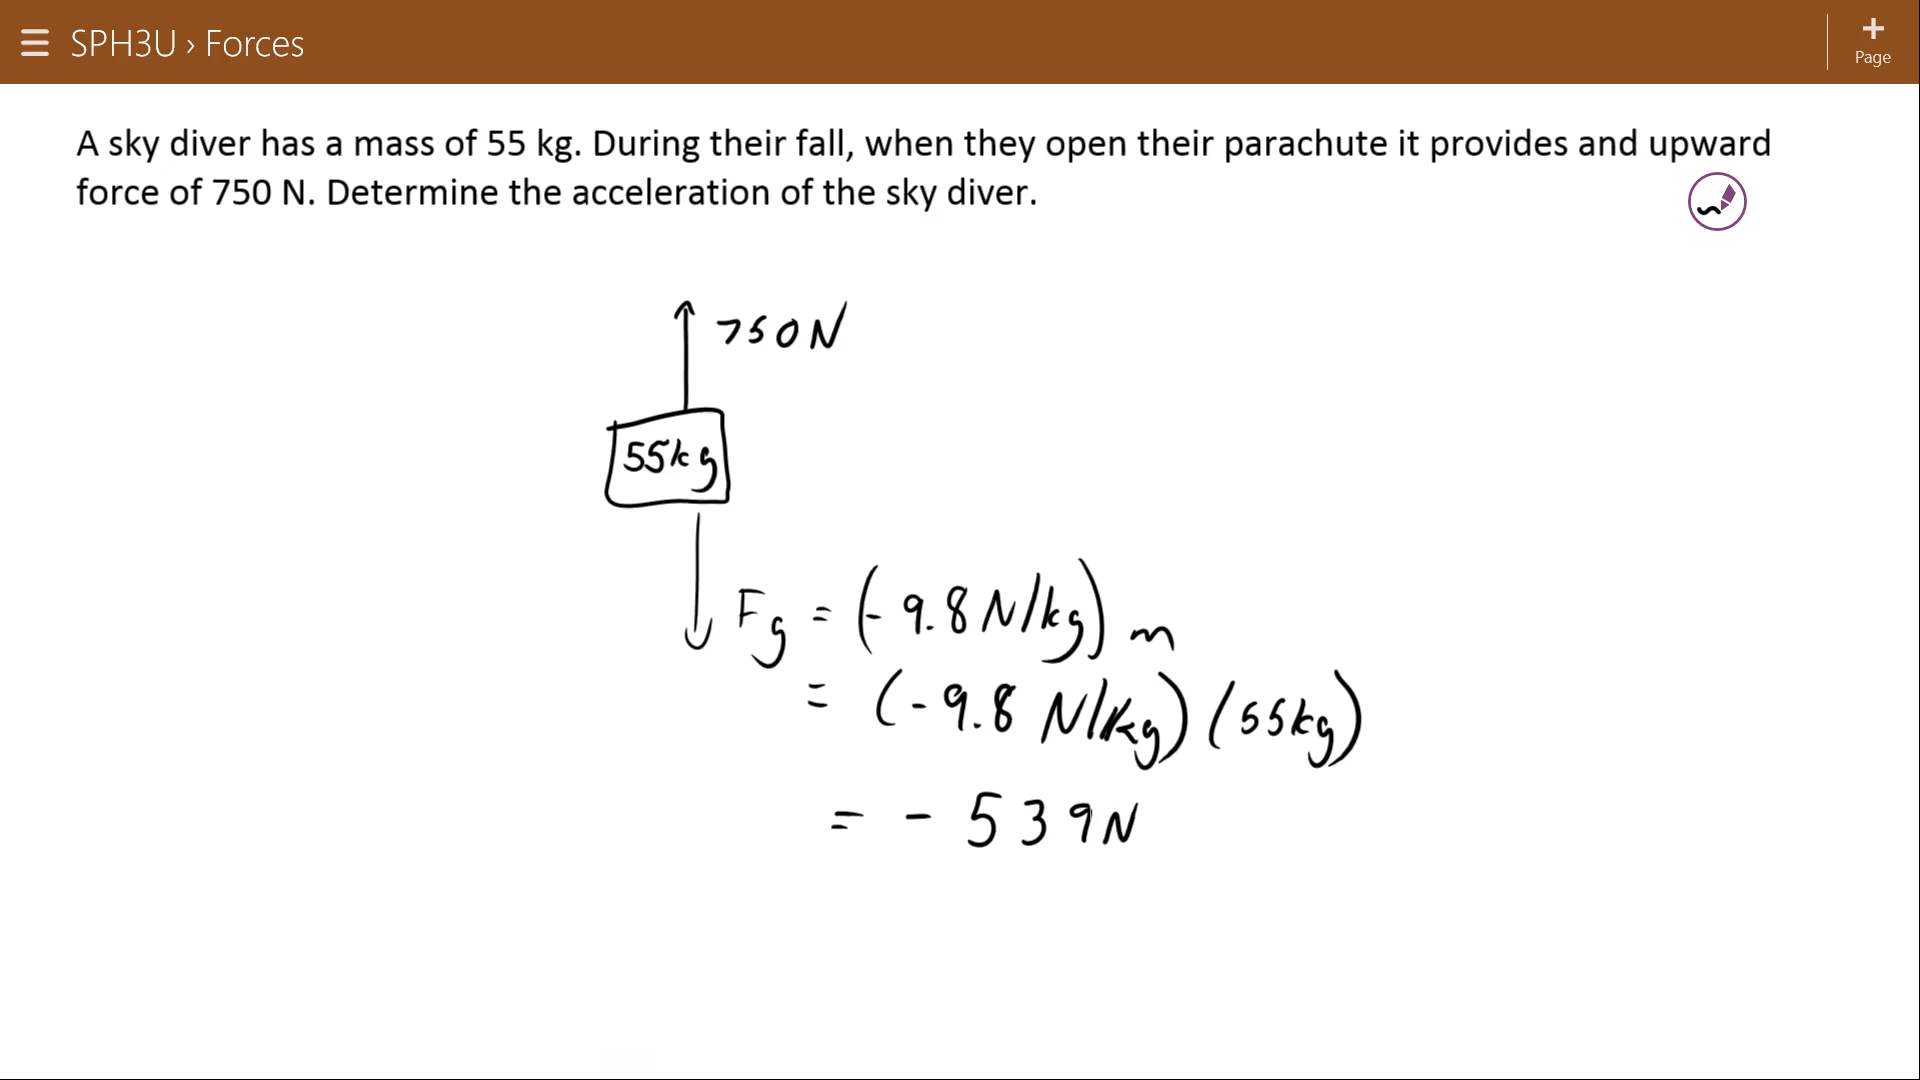 SPH3U › Forces
+
Page
A sky diver has a mass of 55 kg. During their fall, when they open their parachute it provides and upward
force of 750 N. Determine the acceleration of the sky diver.
750N
55kg
Fg = (-9.8N/kg) m
= (-9.8 N/kg) (55kg)
= - 539N